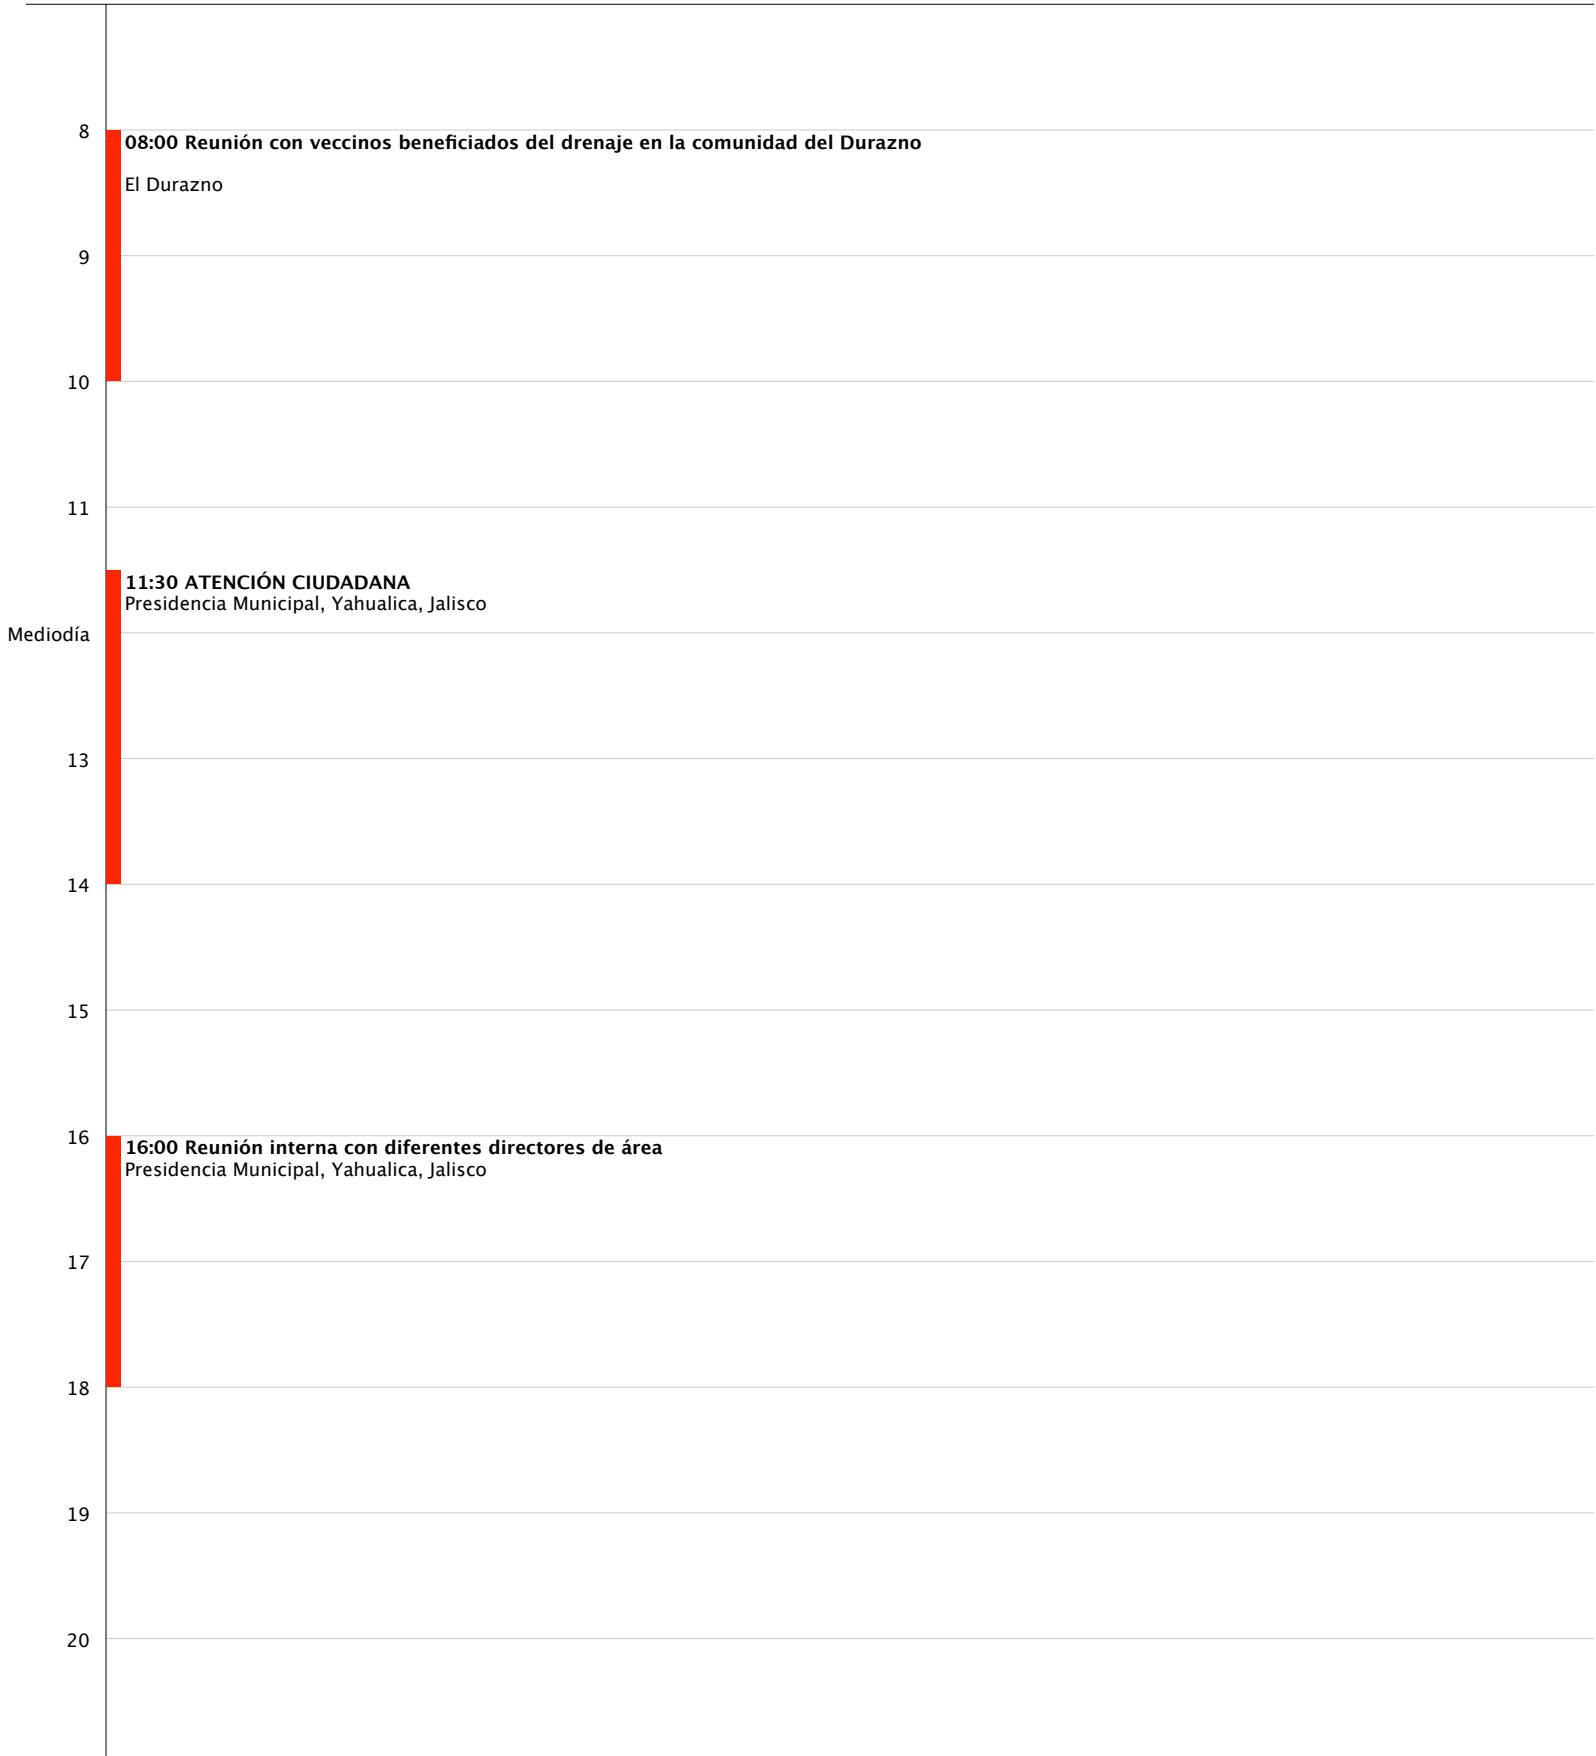 8
08:00 Reunión con veccinos beneficiados del drenaje en la comunidad del Durazno
El Durazno
9
10
11
11:30 ATENCIÓN CIUDADANA
Presidencia Municipal, Yahualica, Jalisco
Mediodía
13
14
15
16
16:00 Reunión interna con diferentes directores de área
Presidencia Municipal, Yahualica, Jalisco
17
18
19
20